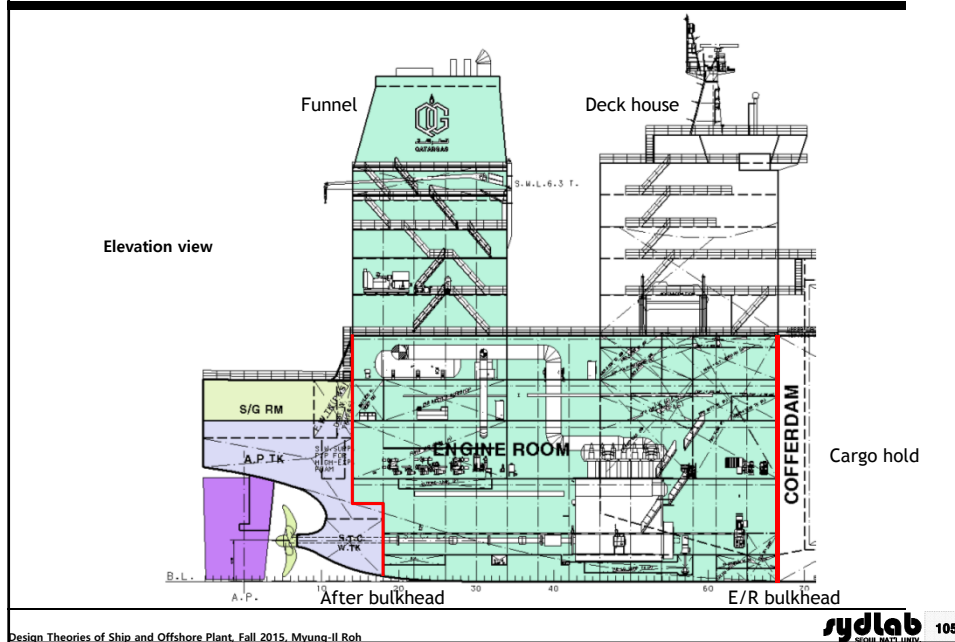 Funnel
Deck house
QATARGAS
S.W.L.6.3 T.
Elevation view
S/G RM
A.P.TK
ENGINE ROOM
COFFERDAM
Cargo hold
S.T.C
W.TK
B.L.
10
30
40
50
60
70
A.P.
After bulkhead
E/R bulkhead
Design Theories of Ship and Offshore Plant, Fall 2015, Myung-Il Roh
sydlab
SEOUL NAT'L UNIV.
105